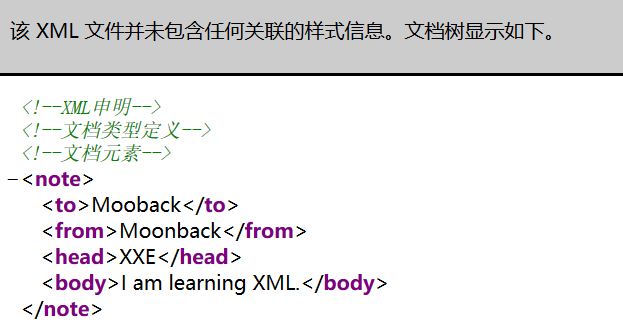 该 XML 文件并未包含任何关联的样式信息。文档树显示如下。
<!--XML申明-->
<!--文档类型定义-->
<!--文档元素-->
−<note>
<to>Mooback</to>
<from>Moonback</from>
<head>XXE</head>
<body>I am learning XML.</body>
</note>